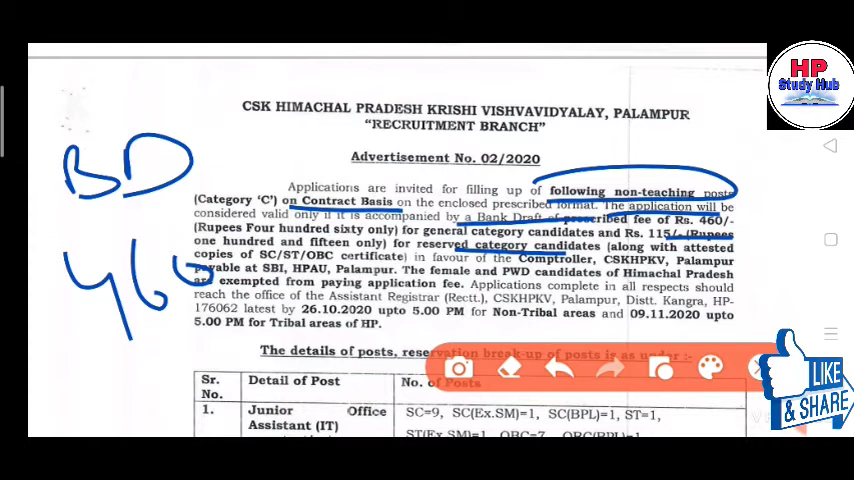 HP
Study Hub
CSK HIMACHAL PRADESH KRISHI VISHVAVIDYALAY, PALAMPUR
"RECRUITMENT BRANCH"
Advertisement No. 02/2020
BD
Applications are invited for filling up of following non-teaching posts
(Category 'C') on Contract Basis on the enclosed prescribed format. The application will be
considered valid only if it is accompanied by a Bank Draft of prescribed fee of Rs. 460/-
(Rupees Four hundred sixty only) for general category candidates and Rs. 115/- (Rupees
one hundred and fifteen only) for reserved category candidates (along with attested
copies of SC/ST/OBC certificate) in favour of the Comptroller, CSKHPKV, Palampur
payable at SBI, HPAU, Palampur. The female and PWD candidates of Himachal Pradesh
are exempted from paying application fee. Applications complete in all respects should
reach the office of the Assistant Registrar (Rectt.), CSKHPKV, Palampur, Distt. Kangra, HP-
176062 latest by 26.10.2020 upto 5.00 PM for Non-Tribal areas and 09.11.2020 upto
5.00 PM for Tribal areas of HP.
460
The details of posts, reservation break-up of posts is as under :-
Sr. No.
Detail of Post
No. of Posts
1.
Junior Office
Assistant (IT)
SC=9, SC(Ex.SM)=1, SC(BPL)=1, ST=1,
ST(Ex.SM)=1, OBC=7, OBC(BPL)=1,
LIKE
& SHARE